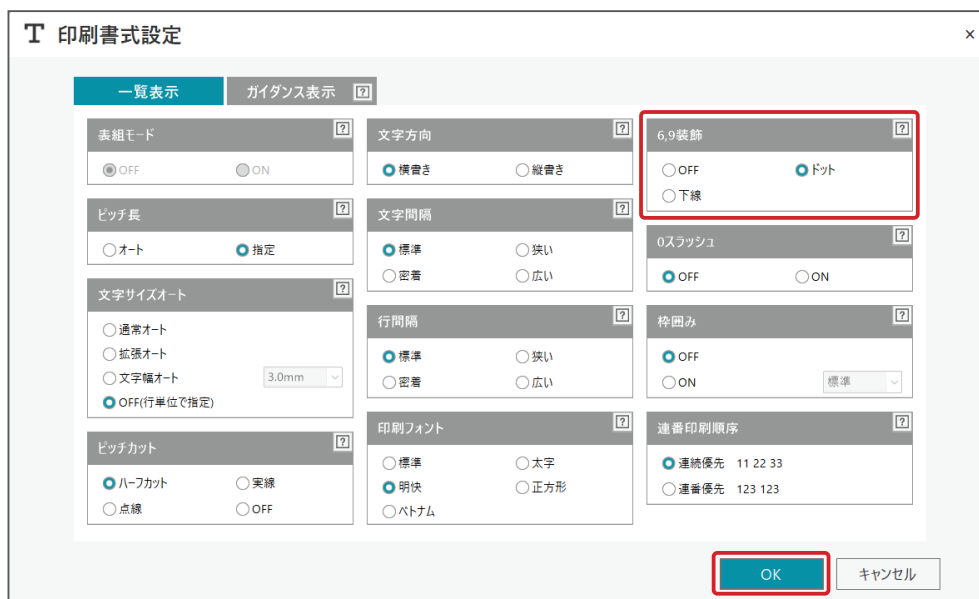 T 印刷書式設定 ×
一覧表示 ガイダンス表示 ?
表組モード ?
OFF ON
ピッチ長 ?
オート 指定
文字サイズオート ?
通常オート
拡張オート
文字幅オート 3.0mm
OFF(行単位で指定)
ピッチカット ?
ハーフカット 実線
点線 OFF
文字方向 ?
横書き 縦書き
文字間隔 ?
標準 狭い
密着 広い
行間隔 ?
標準 狭い
密着 広い
印刷フォント ?
標準 太字
明快 正方形
ベトナム
6,9装飾 ?
OFF ドット
下線
0スラッシュ ?
OFF ON
枠囲み ?
OFF
ON 標準
連番印刷順序 ?
連続優先 11 22 33
連番優先 123 123
OK キャンセル